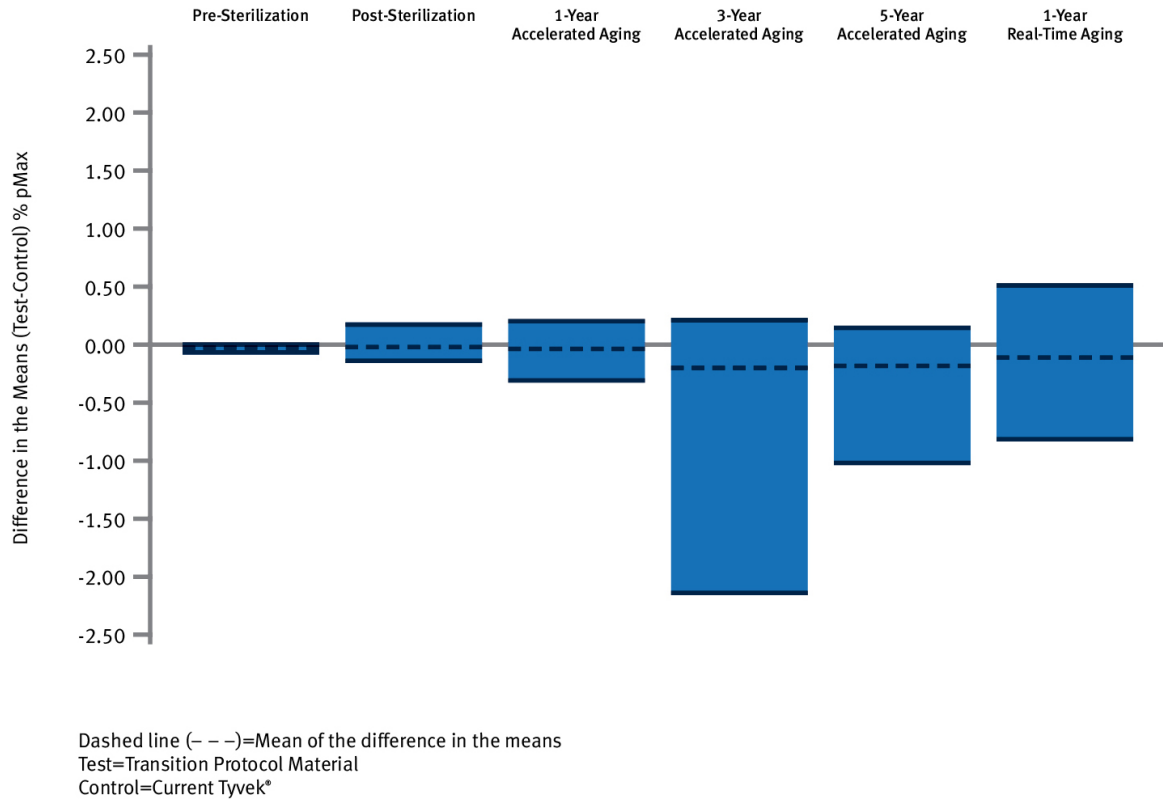 Pre-Sterilization
Post-Sterilization
1-Year
Accelerated Aging
3-Year
Accelerated Aging
5-Year
Accelerated Aging
1-Year
Real-Time Aging
Difference in the Means (Test-Control) % pMax
2.50
2.00
1.50
1.00
0.50
0.00
-0.50
-1.00
-1.50
-2.00
-2.50
Dashed line (– – –)=Mean of the difference in the means
Test=Transition Protocol Material
Control=Current Tyvek®